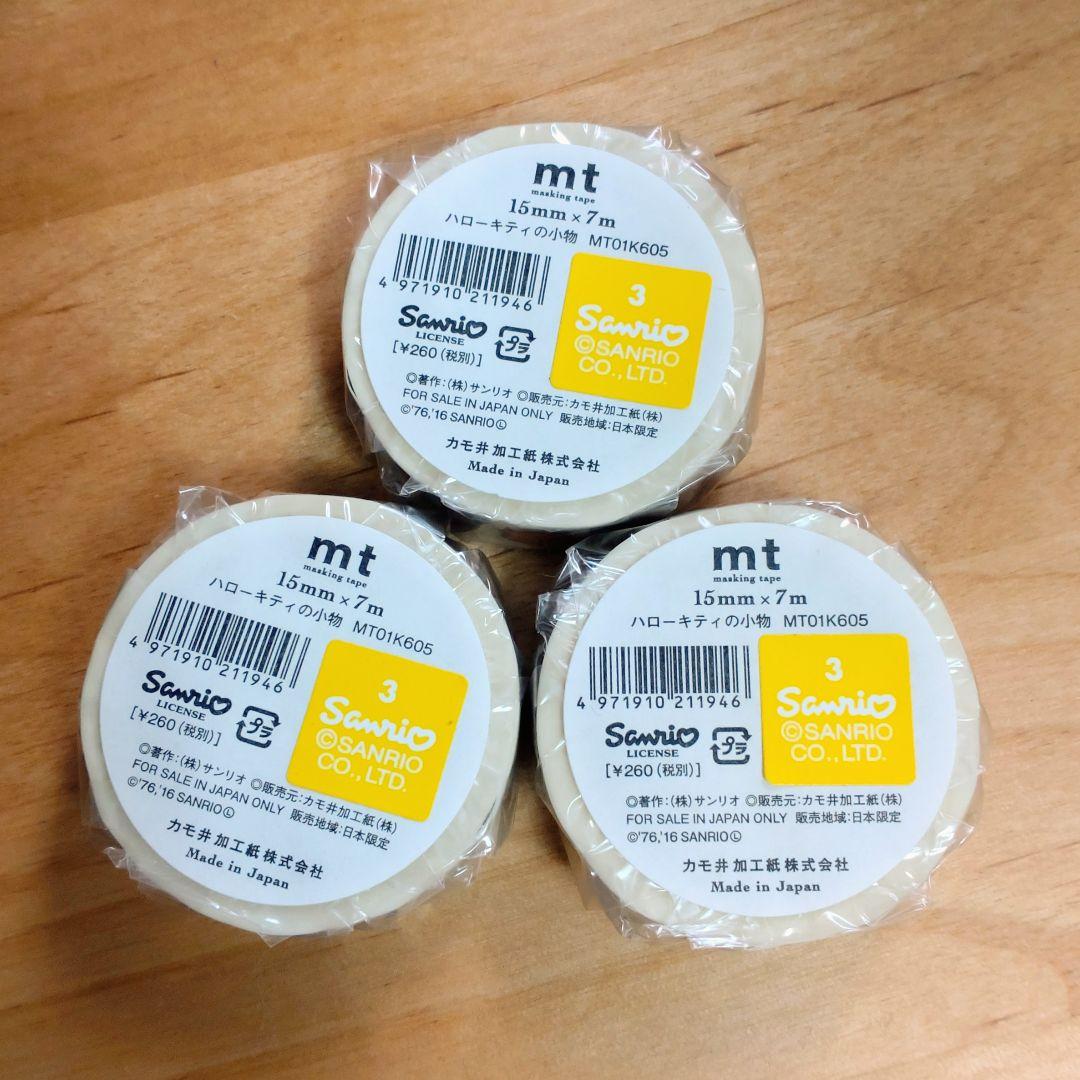 mt
masking tape
15mm×7m
ハローキティの小物 MT01K605
4 971910 211946
Sanrio
LICENSE
[¥260(税別)]
プラ
3
Sanrio
©SANRIO
CO., LTD.
◎著作:(株)サンリオ ◎販売元:カモ井加工紙(株)
FOR SALE IN JAPAN ONLY 販売地域:日本限定
©'76,'16 SANRIO Ⓛ
カモ井加工紙株式会社
Made in Japan
mt
masking tape
15mm×7m
ハローキティの小物 MT01K605
4 971910 211946
Sanrio
LICENSE
[¥260(税別)]
プラ
3
Sanrio
©SANRIO
CO., LTD.
◎著作:(株)サンリオ ◎販売元:カモ井加工紙(株)
FOR SALE IN JAPAN ONLY 販売地域:日本限定
©'76,'16 SANRIO Ⓛ
カモ井加工紙株式会社
Made in Japan
mt
masking tape
15mm×7m
ハローキティの小物 MT01K605
4 971910 211946
Sanrio
LICENSE
[¥260(税別)]
プラ
3
Sanrio
©SANRIO
CO., LTD.
◎著作:(株)サンリオ ◎販売元:カモ井加工紙(株)
FOR SALE IN JAPAN ONLY 販売地域:日本限定
©'76,'16 SANRIO Ⓛ
カモ井加工紙株式会社
Made in Japan